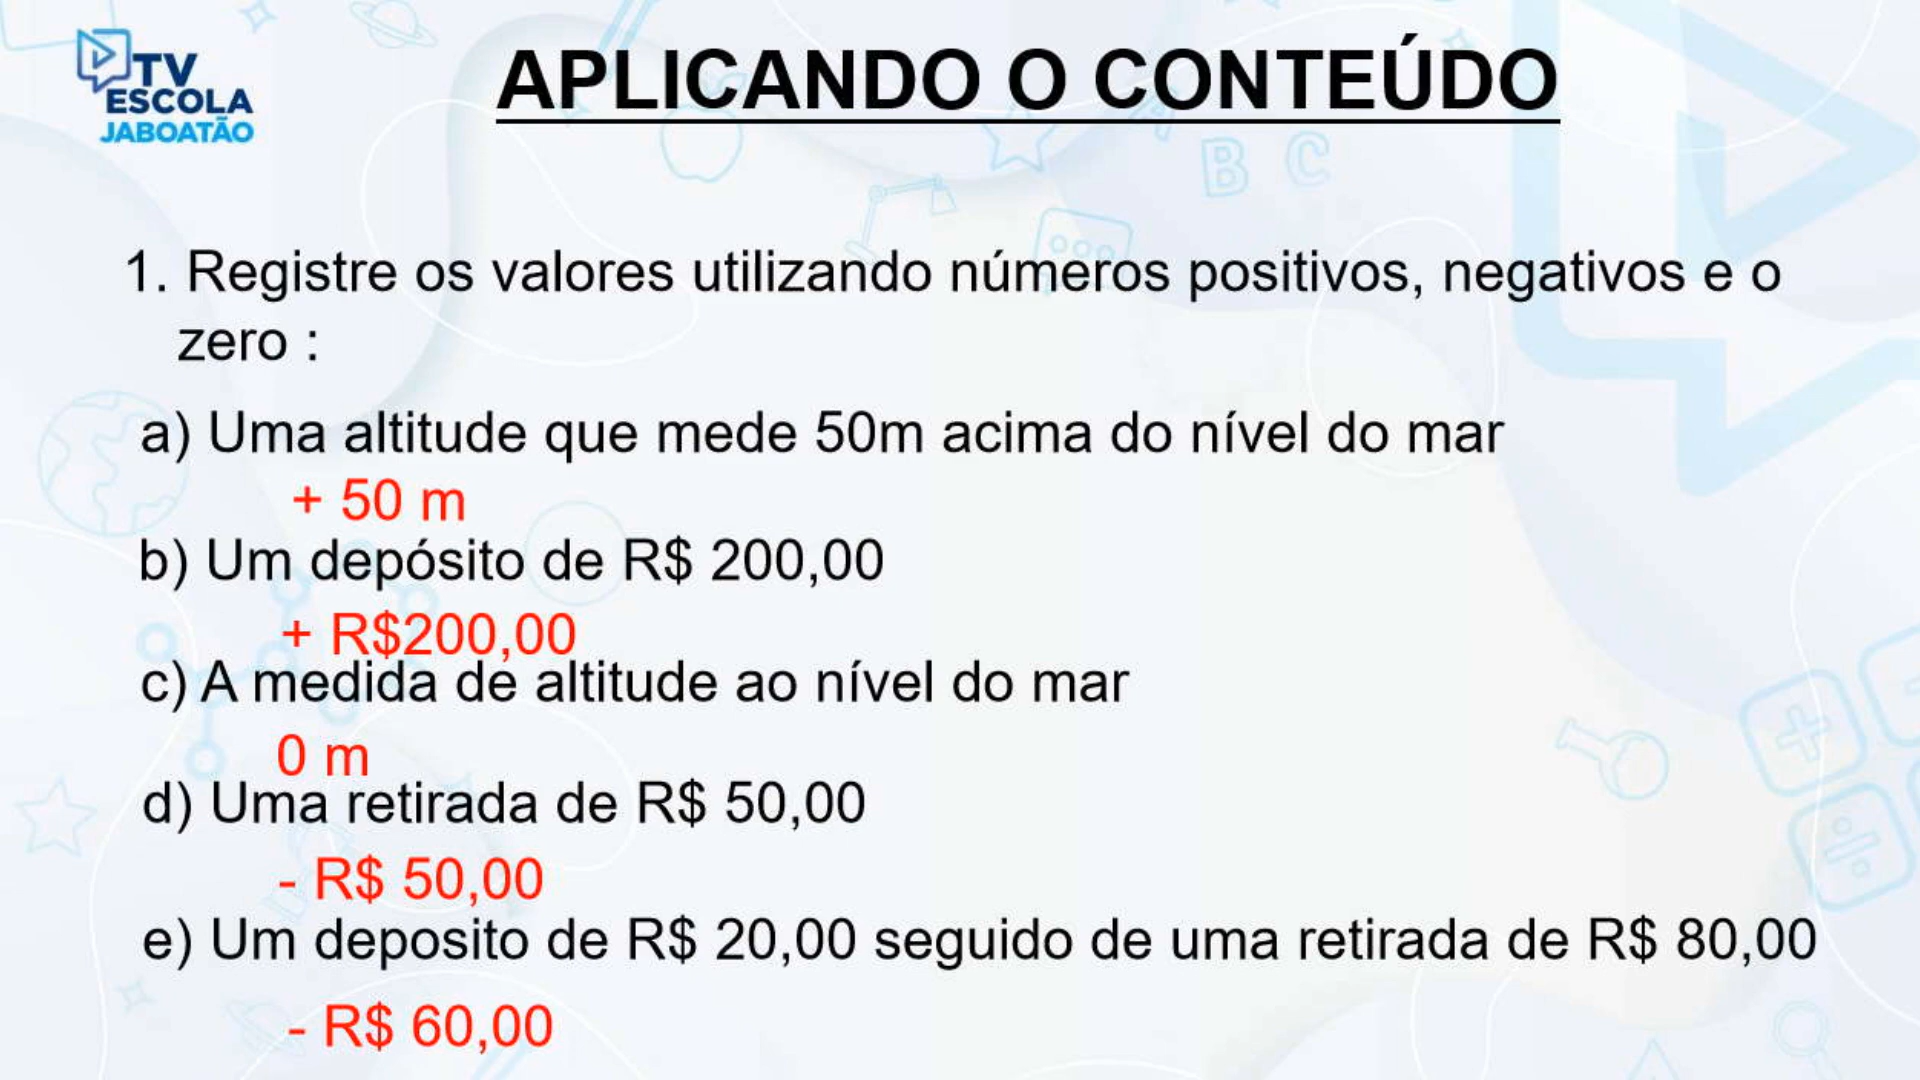 TV
ESCOLA
JABOATÃO
APLICANDO O CONTEÚDO
B C
1. Registre os valores utilizando números positivos, negativos e o
zero :
a) Uma altitude que mede 50m acima do nível do mar
+ 50 m
b) Um depósito de R$ 200,00
+ R$200,00
c) A medida de altitude ao nível do mar
0 m
d) Uma retirada de R$ 50,00
- R$ 50,00
e) Um deposito de R$ 20,00 seguido de uma retirada de R$ 80,00
- R$ 60,00